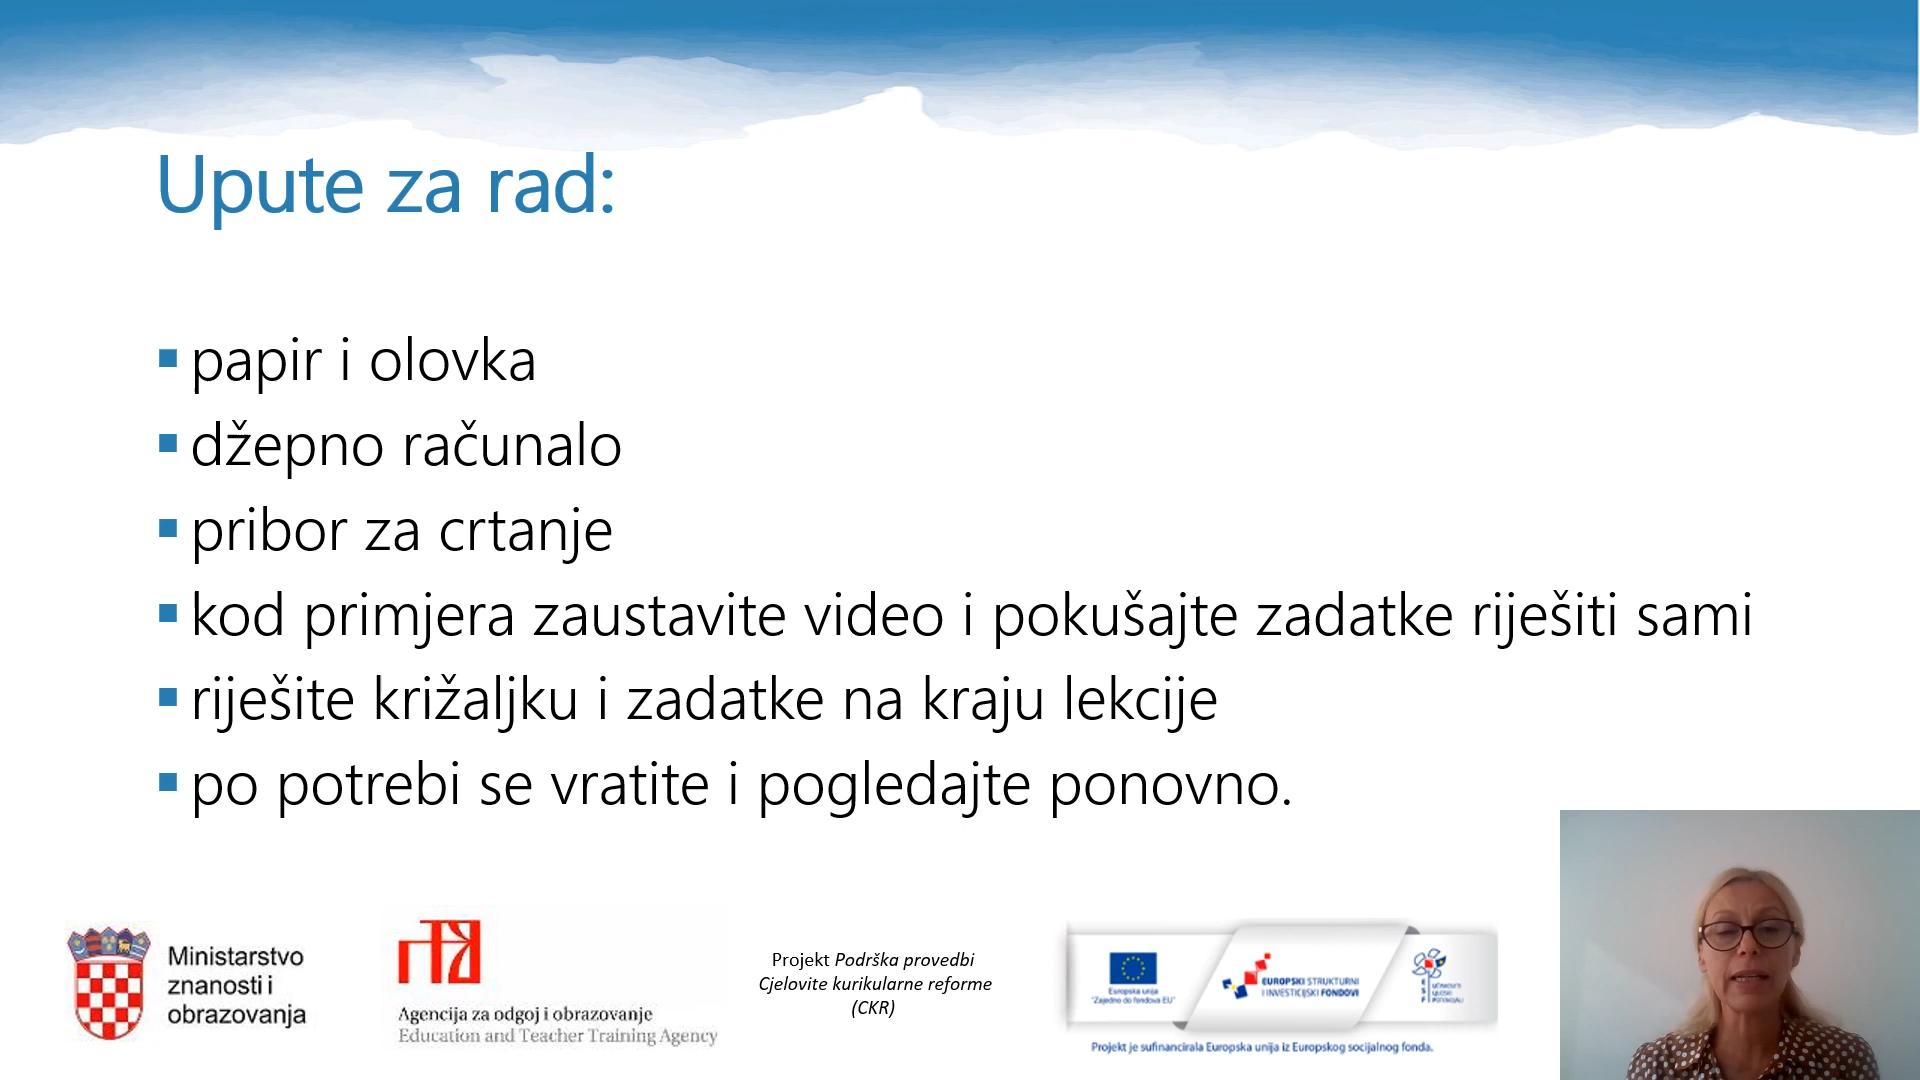 Upute za rad:
papir i olovka
džepno računalo
pribor za crtanje
kod primjera zaustavite video i pokušajte zadatke riješiti sami
riješite križaljku i zadatke na kraju lekcije
po potrebi se vratite i pogledajte ponovno.
Ministarstvo
znanosti i
obrazovanja
Agencija za odgoj i obrazovanje
Education and Teacher Training Agency
Projekt Podrška provedbi
Cjelovite kurikularne reforme
(CKR)
Europska unija
"Zajedno do fondova EU"
EUROPSKI STRUKTURNI
I INVESTICIJSKI FONDOVI
Projekt je sufinancirala Europska unija iz Europskog socijalnog fonda.